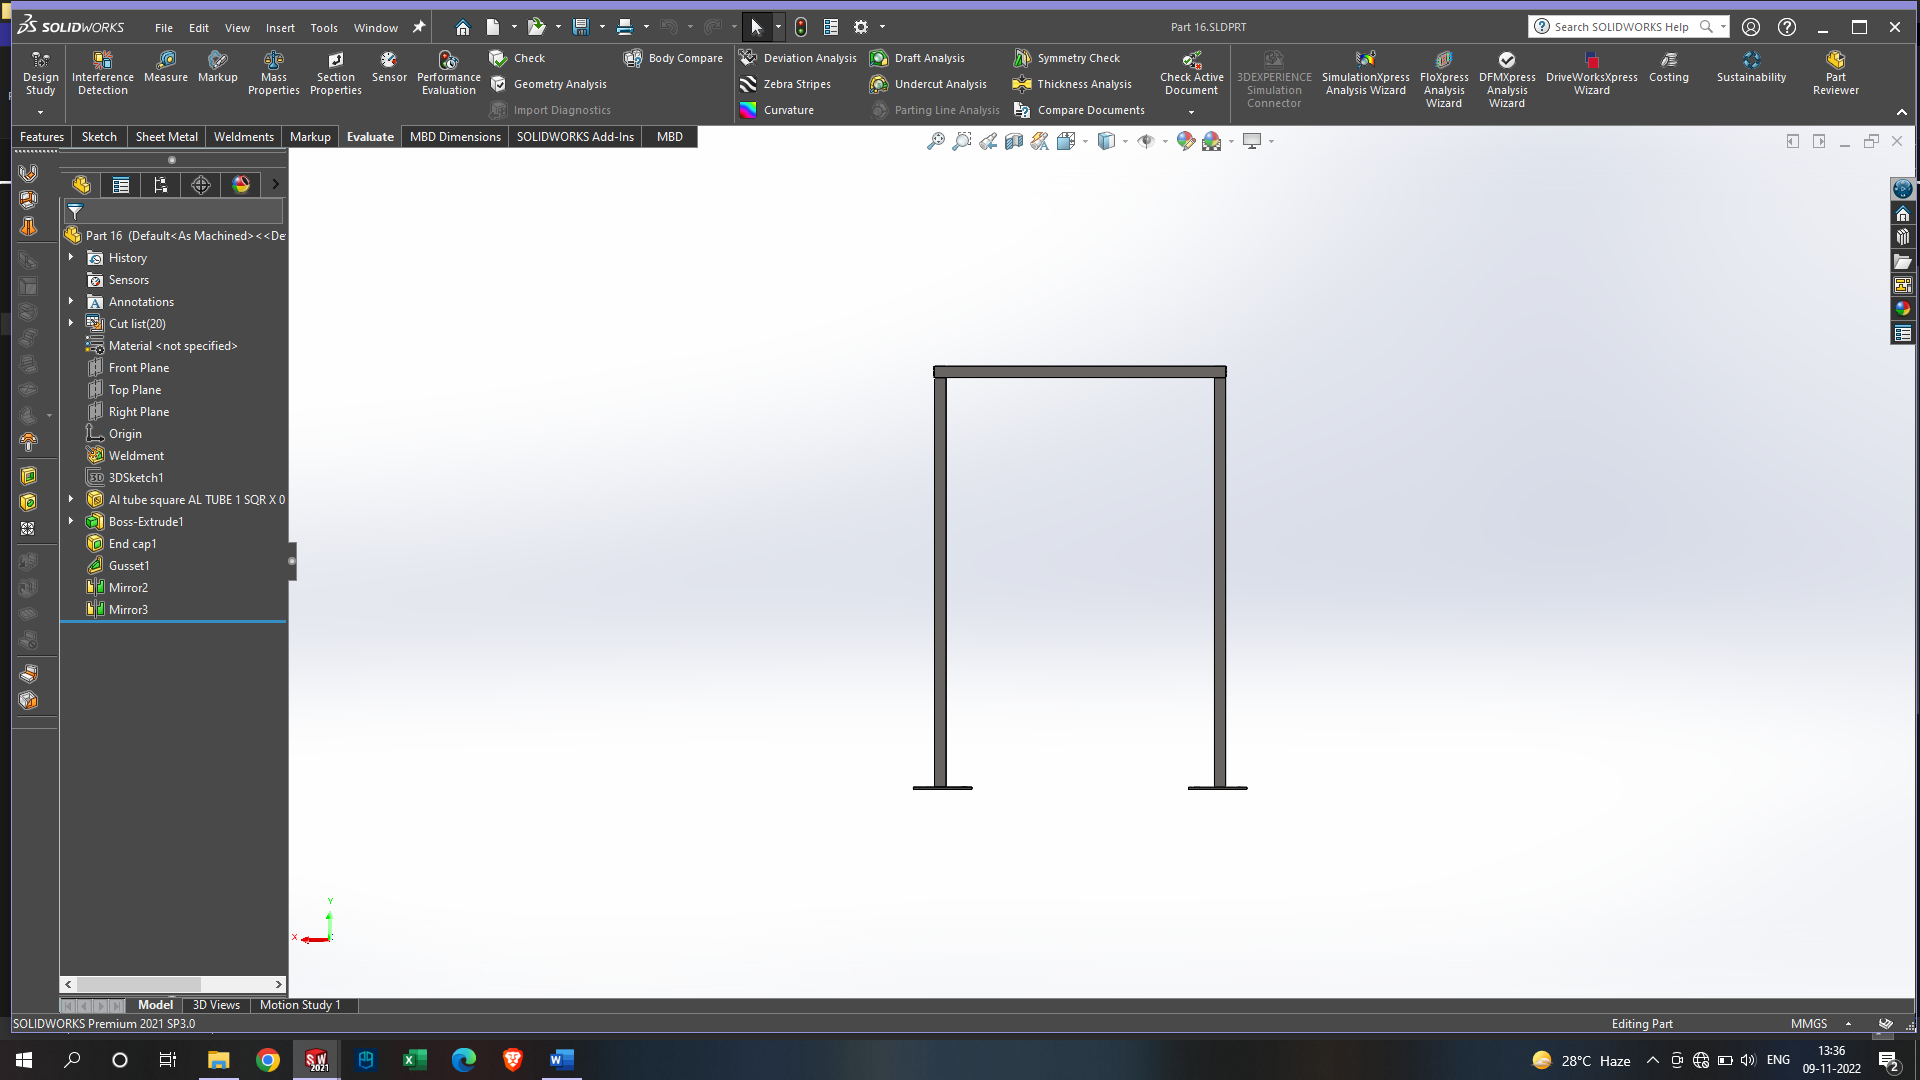 SOLIDWORKS File Edit View Insert Tools Window Part 16.SLDPRT Search SOLIDWORKS Help
Design Study
Interference Detection
Measure
Markup
Mass Properties
Section Properties
Sensor
Performance Evaluation
Check
Geometry Analysis
Import Diagnostics
Body Compare
Deviation Analysis
Zebra Stripes
Curvature
Draft Analysis
Undercut Analysis
Parting Line Analysis
Symmetry Check
Thickness Analysis
Compare Documents
Check Active Document
3DEXPERIENCE Simulation Connector
SimulationXpress Analysis Wizard
FloXpress Analysis Wizard
DFMXpress Analysis Wizard
DriveWorksXpress Wizard
Costing
Sustainability
Part Reviewer
Features Sketch Sheet Metal Weldments Markup Evaluate MBD Dimensions SOLIDWORKS Add-Ins MBD
Part 16 (Default<As Machined><<De
History
Sensors
Annotations
Cut list(20)
Material <not specified>
Front Plane
Top Plane
Right Plane
Origin
Weldment
3DSketch1
Al tube square AL TUBE 1 SQR X 0
Boss-Extrude1
End cap1
Gusset1
Mirror2
Mirror3
Y
X
Model 3D Views Motion Study 1
SOLIDWORKS Premium 2021 SP3.0 Editing Part MMGS
28°C Haze ENG 13:36
09-11-2022
2